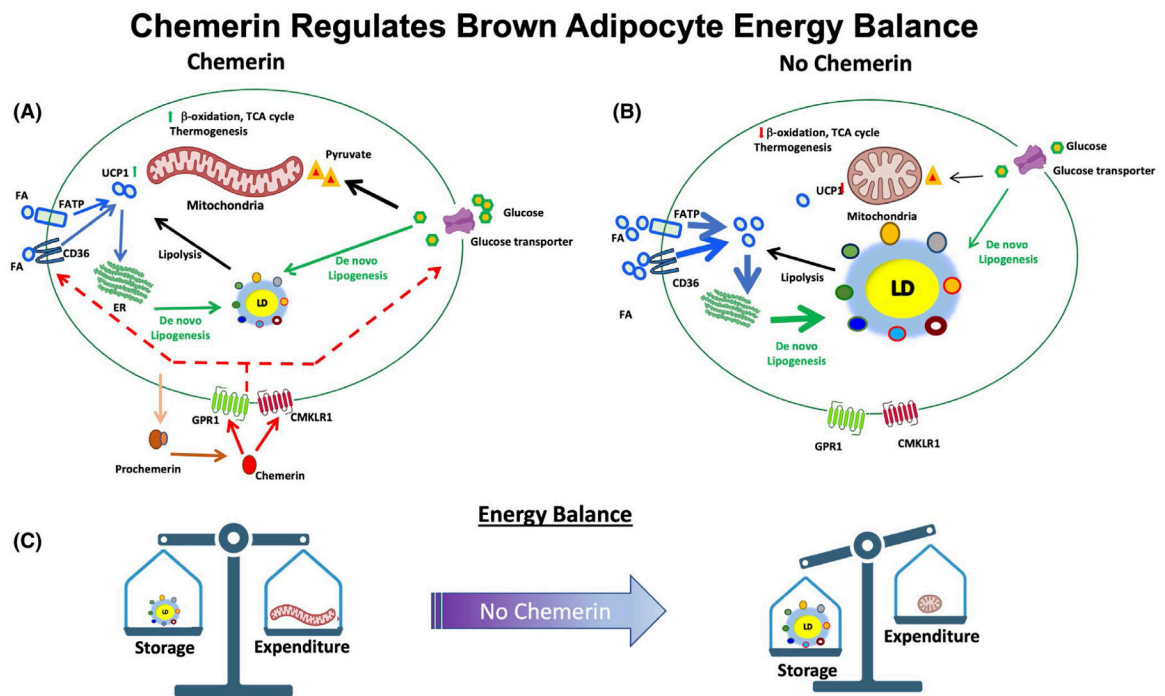 Chemerin Regulates Brown Adipocyte Energy Balance
Chemerin
No Chemerin
(A)
β-oxidation, TCA cycle
Thermogenesis
UCP1
Pyruvate
Mitochondria
FA
FATP
CD36
FA
Glucose
Glucose transporter
Lipolysis
De novo
Lipogenesis
LD
ER
De novo
Lipogenesis
GPR1
CMKLR1
Prochemerin
Chemerin
(B)
β-oxidation, TCA cycle
Thermogenesis
Glucose
Glucose transporter
UCP1
Mitochondria
FATP
FA
CD36
Lipolysis
De novo
Lipogenesis
LD
FA
De novo
Lipogenesis
GPR1
CMKLR1
(C)
Energy Balance
No Chemerin
LD
Storage
Expenditure
LD
Storage
Expenditure